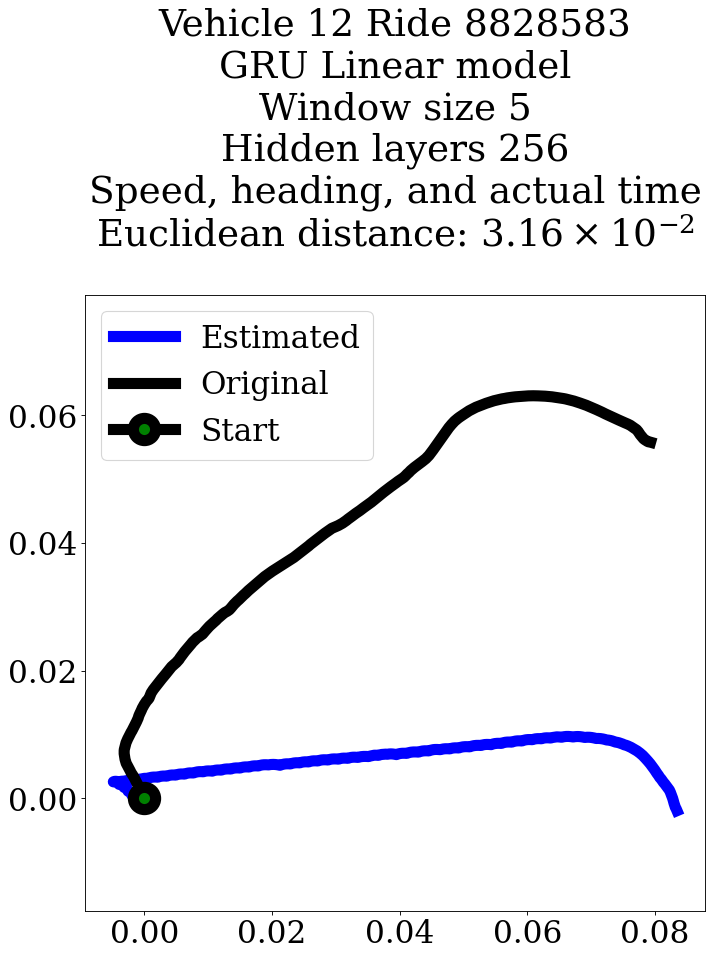 Vehicle 12 Ride 8828583
GRU Linear model
Window size 5
Hidden layers 256
Speed, heading, and actual time
Euclidean distance: 3.16 × 10⁻²
Estimated
Original
Start
0.06
0.04
0.02
0.00
0.00 0.02 0.04 0.06 0.08